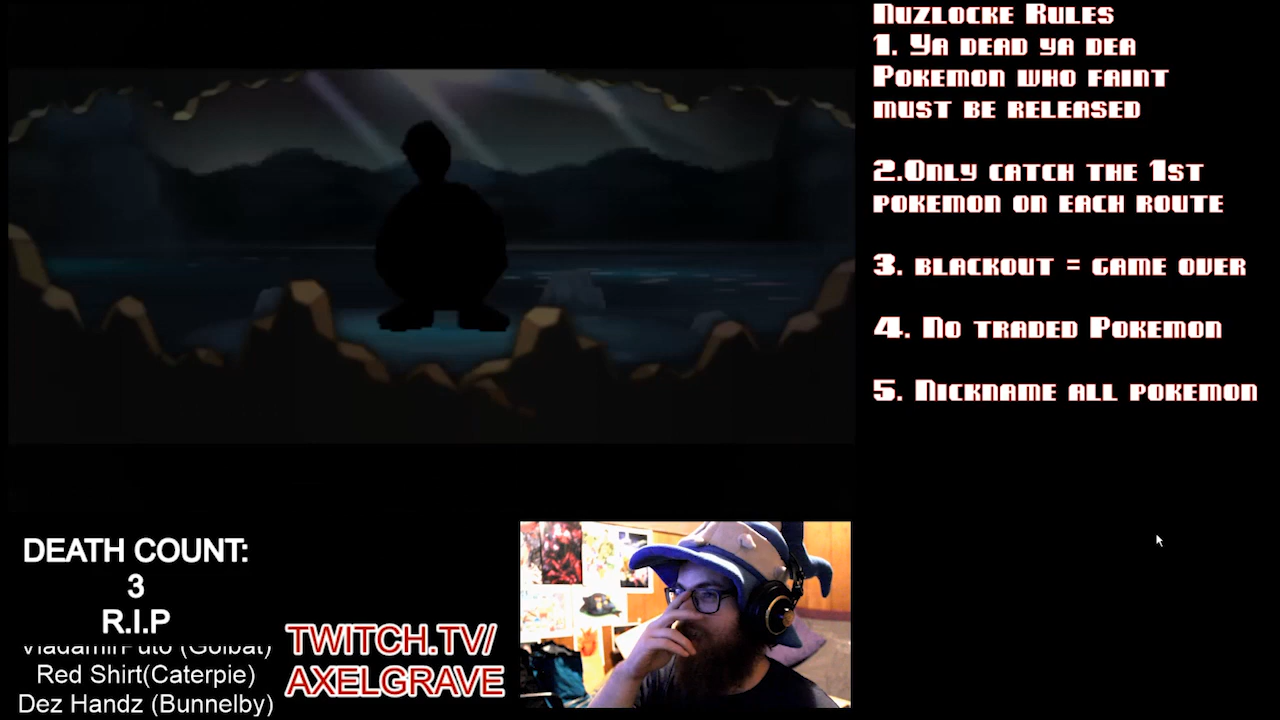 Nuzlocke Rules
1. Ya dead ya dea
Pokemon who faint
must be released
2.Only catch the 1st
pokemon on each route
3. blackout = game over
4. No traded Pokemon
5. Nickname all pokemon
DEATH COUNT:
3
R.I.P
(Golbat)
Red Shirt(Caterpie)
Dez Handz (Bunnelby)
TWITCH.TV/
AXELGRAVE